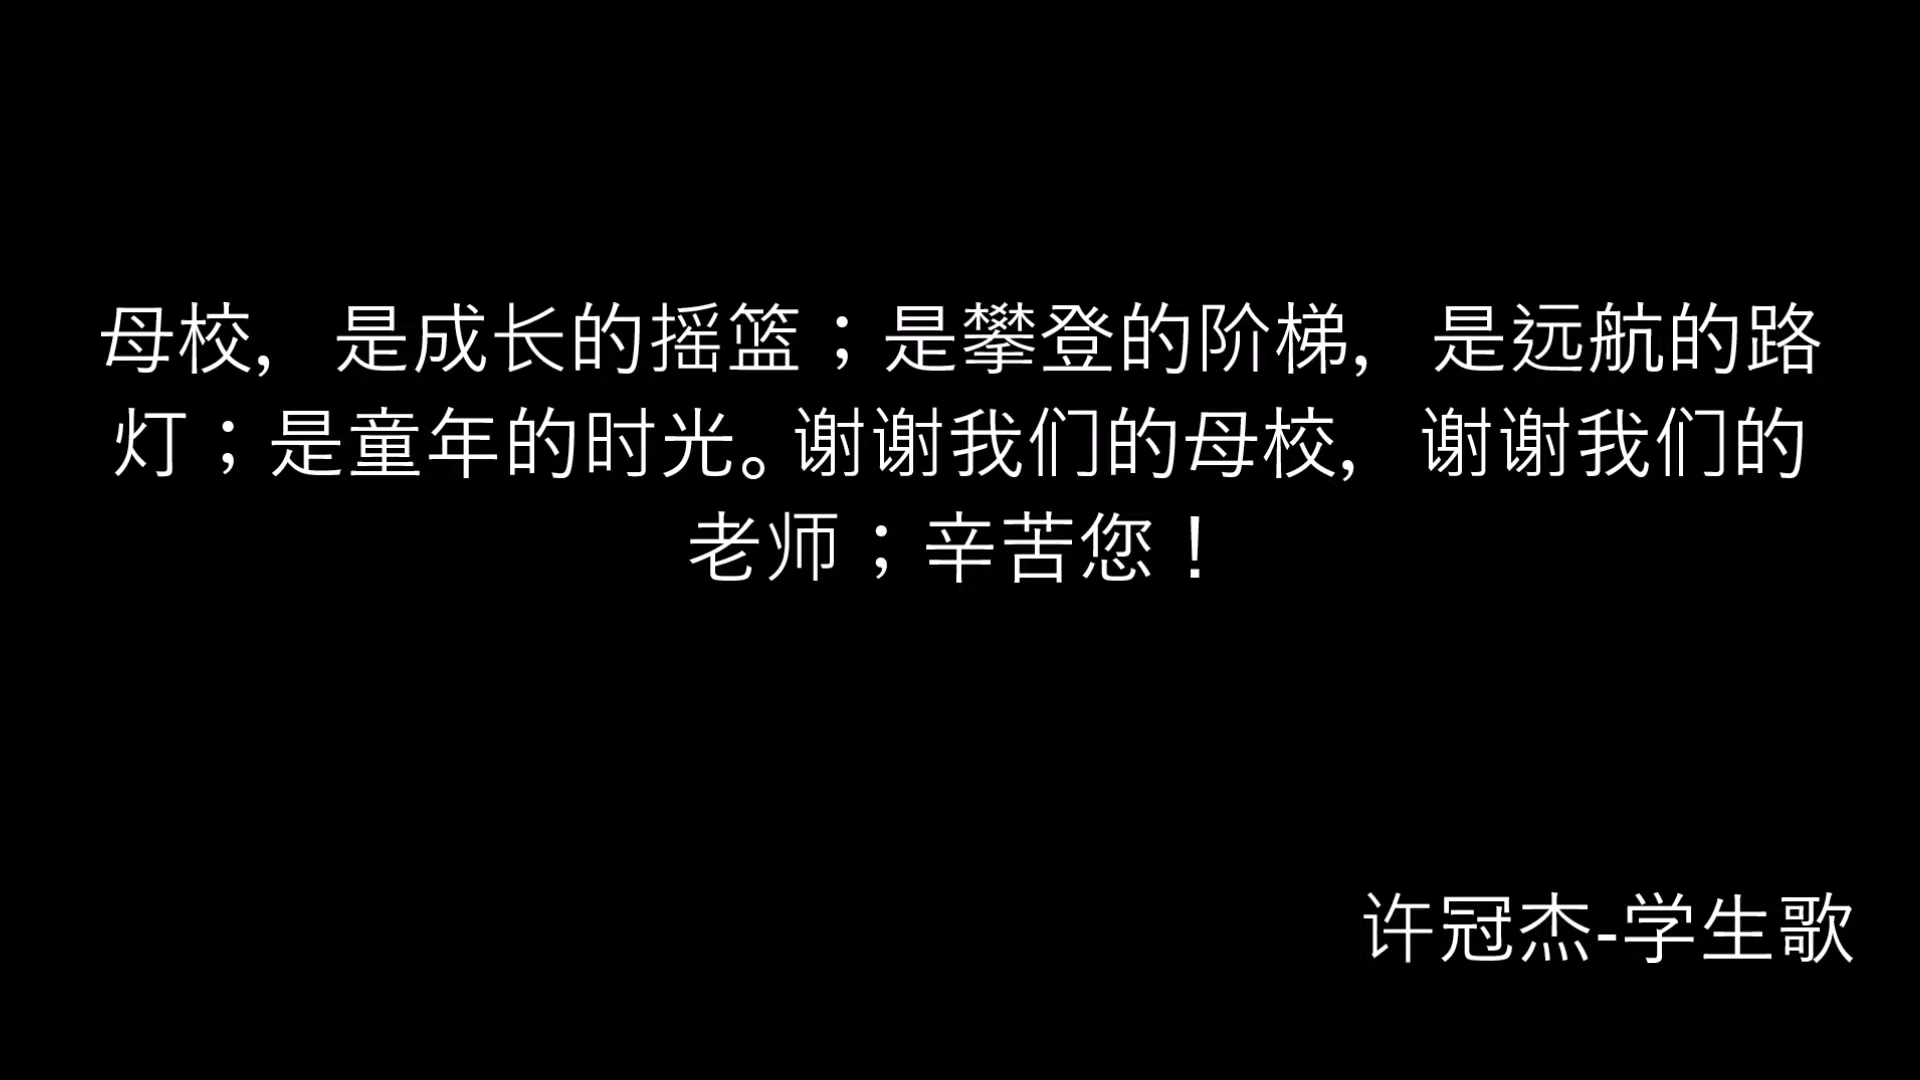 母校，是成长的摇篮；是攀登的阶梯，是远航的路
灯；是童年的时光。谢谢我们的母校，谢谢我们的
老师；辛苦您！
许冠杰-学生歌